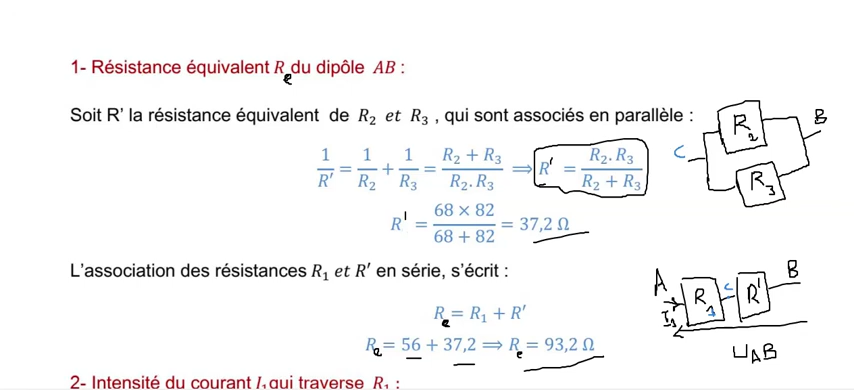 1- Résistance équivalent Re du dipôle AB :
Soit R' la résistance équivalent de R₂ et R₃ , qui sont associés en parallèle :
1/R' = 1/R₂ + 1/R₃ = (R₂ + R₃)/(R₂. R₃) ⟹ R' = (R₂. R₃)/(R₂ + R₃)
R' = (68 × 82)/(68 + 82) = 37,2 Ω
C R₂ R₃ B
L'association des résistances R₁ et R' en série, s'écrit :
Re = R₁ + R'
Re = 56 + 37,2 ⟹ Re = 93,2 Ω
A I₁ R₁ C R' B
UAB
2- Intensité du courant I₁ qui traverse R₁ :